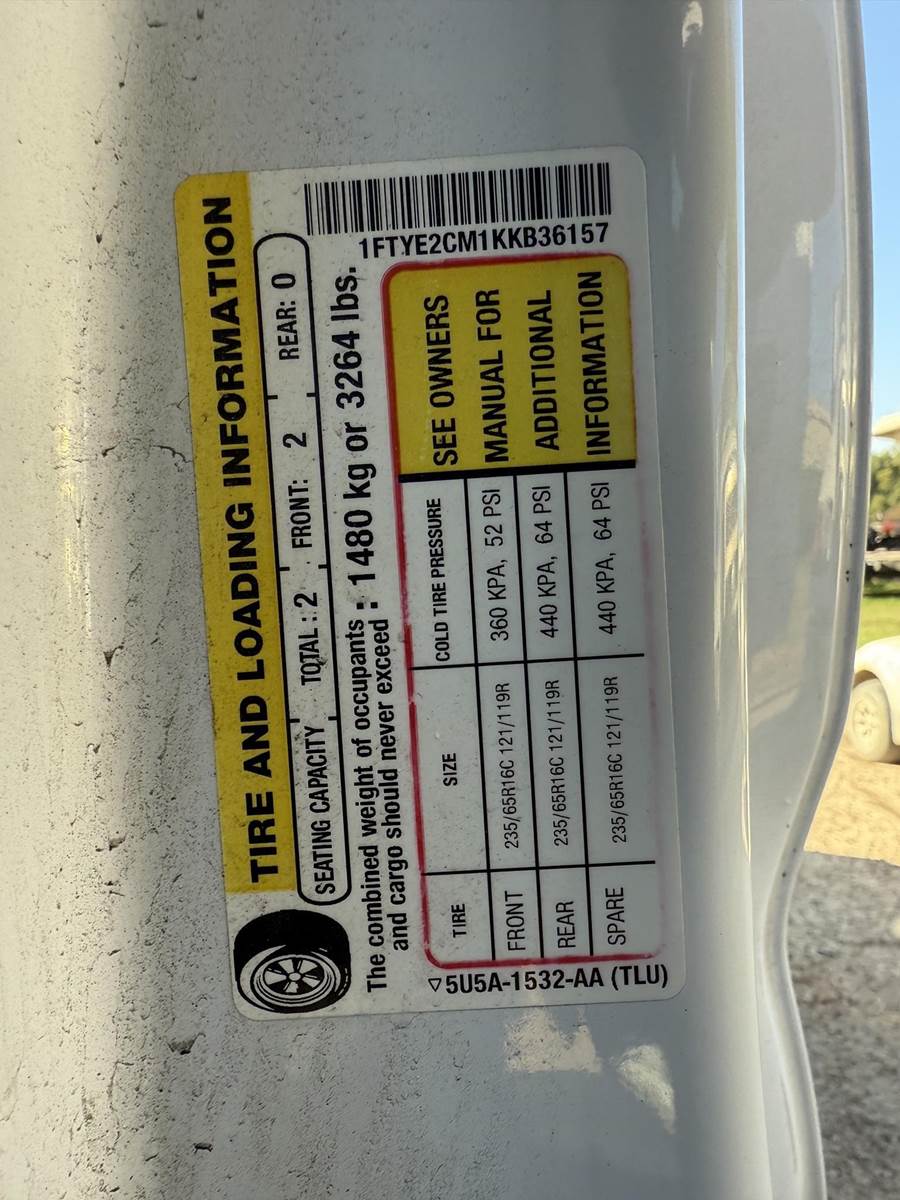 TIRE AND LOADING INFORMATION
SEATING CAPACITY TOTAL : 2 FRONT: 2 REAR: 0
The combined weight of occupants and cargo should never exceed : 1480 kg or 3264 lbs.
1FTYE2CM1KKB36157
TIRE SIZE COLD TIRE PRESSURE
FRONT 235/65R16C 121/119R 360 KPA, 52 PSI
REAR 235/65R16C 121/119R 440 KPA, 64 PSI
SPARE 235/65R16C 121/119R 440 KPA, 64 PSI
SEE OWNERS
MANUAL FOR
ADDITIONAL
INFORMATION
▽5U5A-1532-AA (TLU)